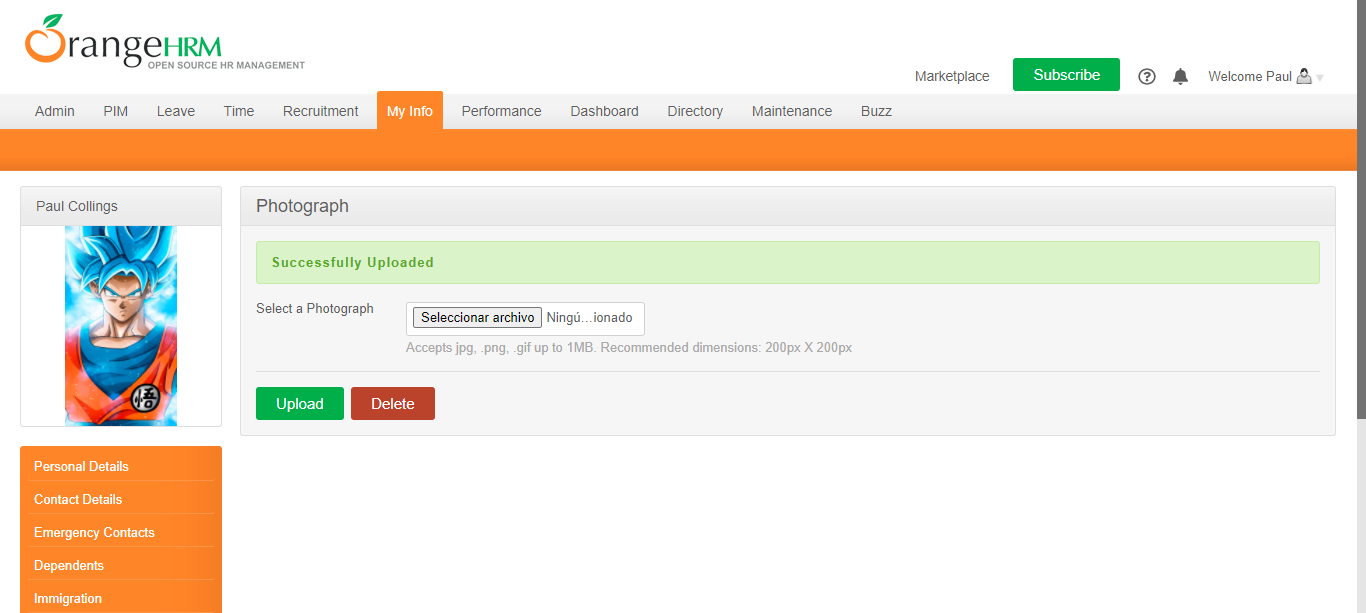 OrangeHRM
OPEN SOURCE HR MANAGEMENT
Marketplace
Subscribe
?
Welcome Paul
Admin PIM Leave Time Recruitment My Info Performance Dashboard Directory Maintenance Buzz
Paul Collings
悟
Photograph
Successfully Uploaded
Select a Photograph
Seleccionar archivo Ningú...ionado
Accepts jpg, .png, .gif up to 1MB. Recommended dimensions: 200px X 200px
Upload Delete
Personal Details
Contact Details
Emergency Contacts
Dependents
Immigration